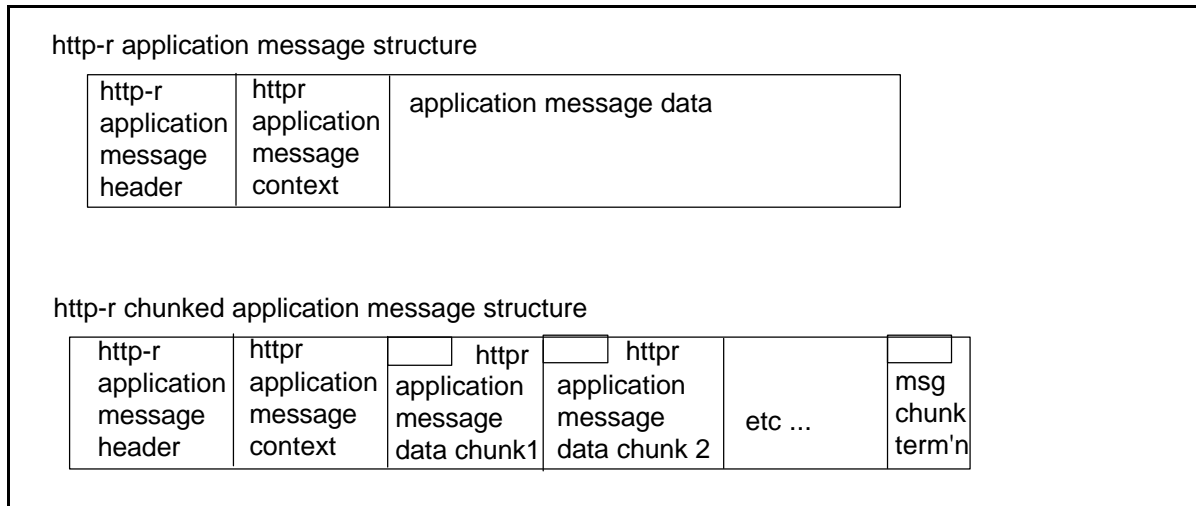 http-r application message structure
http-r
application
message
header
httpr
application
message
context
application message data
http-r chunked application message structure
http-r
application
message
header
httpr
application
message
context
httpr
application
message
data chunk1
httpr
application
message
data chunk 2
etc ...
msg
chunk
term'n